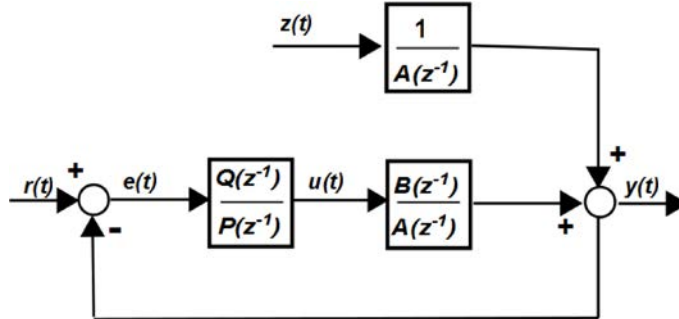 z(t)
1
A(z⁻¹)
+
+
r(t)
e(t)
Q(z⁻¹)
P(z⁻¹)
u(t)
B(z⁻¹)
A(z⁻¹)
+
y(t)
-